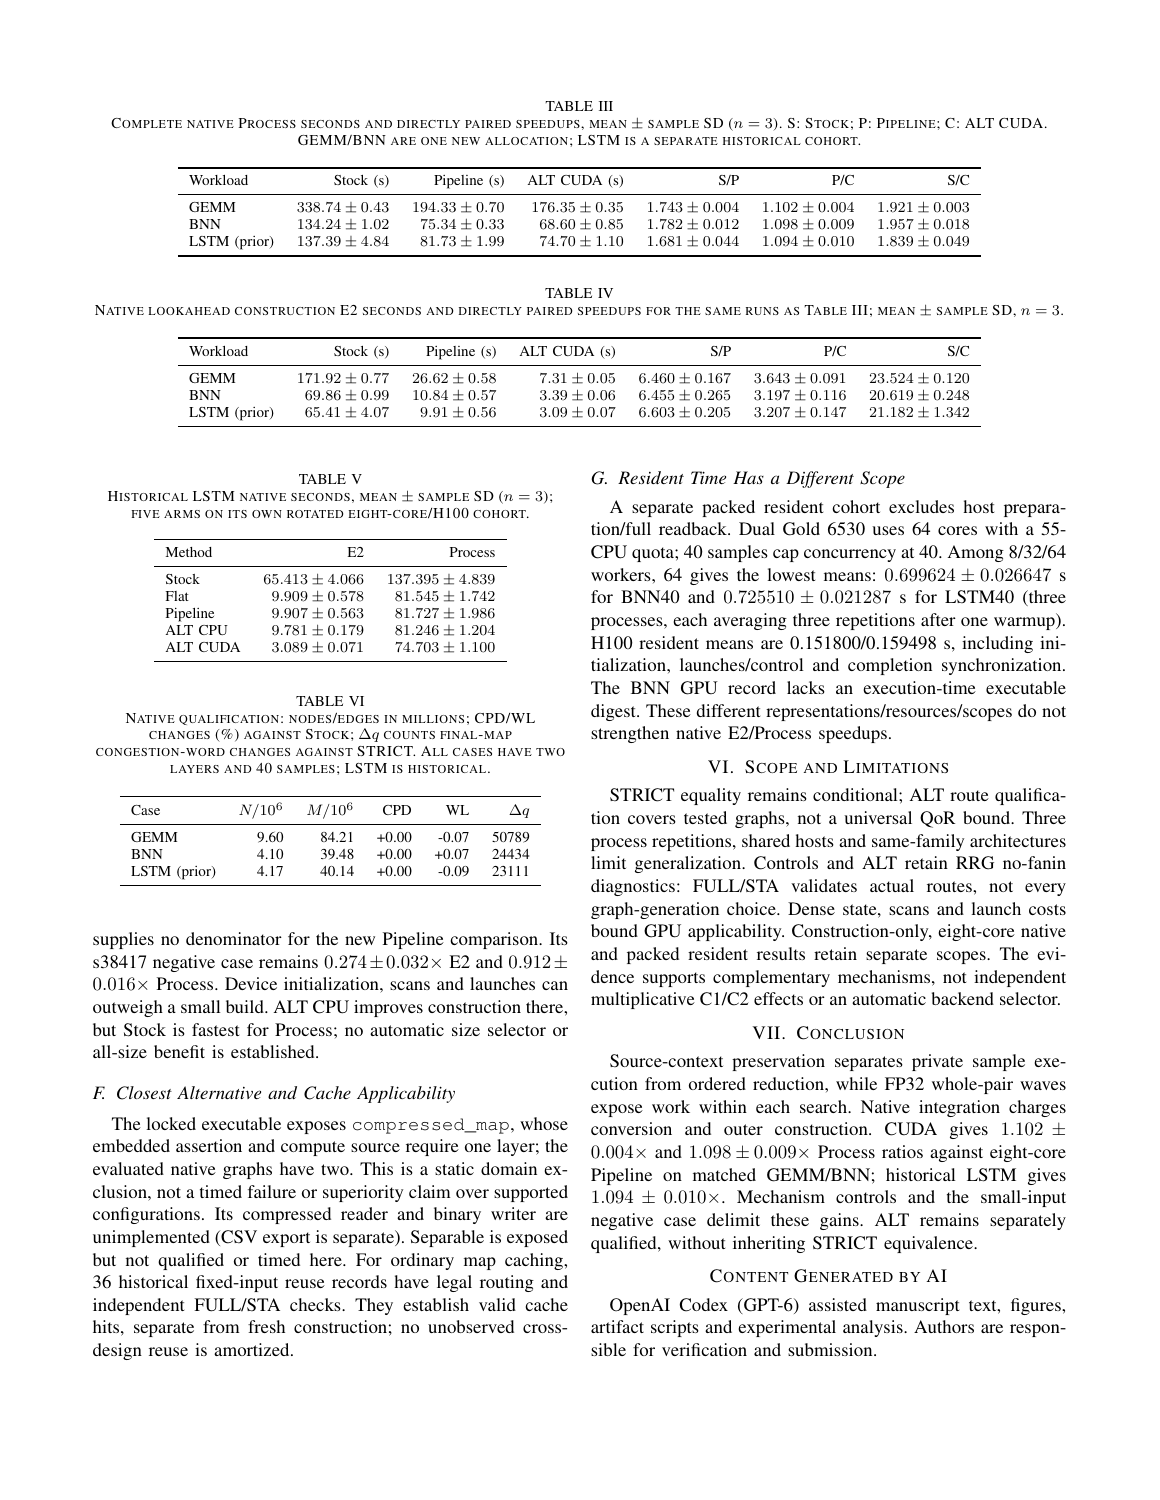 TABLE III
COMPLETE NATIVE PROCESS SECONDS AND DIRECTLY PAIRED SPEEDUPS, MEAN ± SAMPLE SD (n = 3). S: STOCK; P: PIPELINE; C: ALT CUDA.
GEMM/BNN ARE ONE NEW ALLOCATION; LSTM IS A SEPARATE HISTORICAL COHORT.
Workload Stock (s) Pipeline (s) ALT CUDA (s) S/P P/C S/C
GEMM 338.74 ± 0.43 194.33 ± 0.70 176.35 ± 0.35 1.743 ± 0.004 1.102 ± 0.004 1.921 ± 0.003
BNN 134.24 ± 1.02 75.34 ± 0.33 68.60 ± 0.85 1.782 ± 0.012 1.098 ± 0.009 1.957 ± 0.018
LSTM (prior) 137.39 ± 4.84 81.73 ± 1.99 74.70 ± 1.10 1.681 ± 0.044 1.094 ± 0.010 1.839 ± 0.049
TABLE IV
NATIVE LOOKAHEAD CONSTRUCTION E2 SECONDS AND DIRECTLY PAIRED SPEEDUPS FOR THE SAME RUNS AS TABLE III; MEAN ± SAMPLE SD, n = 3.
Workload Stock (s) Pipeline (s) ALT CUDA (s) S/P P/C S/C
GEMM 171.92 ± 0.77 26.62 ± 0.58 7.31 ± 0.05 6.460 ± 0.167 3.643 ± 0.091 23.524 ± 0.120
BNN 69.86 ± 0.99 10.84 ± 0.57 3.39 ± 0.06 6.455 ± 0.265 3.197 ± 0.116 20.619 ± 0.248
LSTM (prior) 65.41 ± 4.07 9.91 ± 0.56 3.09 ± 0.07 6.603 ± 0.205 3.207 ± 0.147 21.182 ± 1.342
TABLE V
HISTORICAL LSTM NATIVE SECONDS, MEAN ± SAMPLE SD (n = 3);
FIVE ARMS ON ITS OWN ROTATED EIGHT-CORE/H100 COHORT.
Method E2 Process
Stock 65.413 ± 4.066 137.395 ± 4.839
Flat 9.909 ± 0.578 81.545 ± 1.742
Pipeline 9.907 ± 0.563 81.727 ± 1.986
ALT CPU 9.781 ± 0.179 81.246 ± 1.204
ALT CUDA 3.089 ± 0.071 74.703 ± 1.100
TABLE VI
NATIVE QUALIFICATION: NODES/EDGES IN MILLIONS; CPD/WL
CHANGES (%) AGAINST STOCK; Δq COUNTS FINAL-MAP
CONGESTION-WORD CHANGES AGAINST STRICT. ALL CASES HAVE TWO
LAYERS AND 40 SAMPLES; LSTM IS HISTORICAL.
Case N/10⁶ M/10⁶ CPD WL Δq
GEMM 9.60 84.21 +0.00 -0.07 50789
BNN 4.10 39.48 +0.00 +0.07 24434
LSTM (prior) 4.17 40.14 +0.00 -0.09 23111
supplies no denominator for the new Pipeline comparison. Its
s38417 negative case remains 0.274±0.032× E2 and 0.912±
0.016× Process. Device initialization, scans and launches can
outweigh a small build. ALT CPU improves construction there,
but Stock is fastest for Process; no automatic size selector or
all-size benefit is established.
F. Closest Alternative and Cache Applicability
The locked executable exposes compressed_map, whose
embedded assertion and compute source require one layer; the
evaluated native graphs have two. This is a static domain ex-
clusion, not a timed failure or superiority claim over supported
configurations. Its compressed reader and binary writer are
unimplemented (CSV export is separate). Separable is exposed
but not qualified or timed here. For ordinary map caching,
36 historical fixed-input reuse records have legal routing and
independent FULL/STA checks. They establish valid cache
hits, separate from fresh construction; no unobserved cross-
design reuse is amortized.
G. Resident Time Has a Different Scope
A separate packed resident cohort excludes host prepara-
tion/full readback. Dual Gold 6530 uses 64 cores with a 55-
CPU quota; 40 samples cap concurrency at 40. Among 8/32/64
workers, 64 gives the lowest means: 0.699624 ± 0.026647 s
for BNN40 and 0.725510 ± 0.021287 s for LSTM40 (three
processes, each averaging three repetitions after one warmup).
H100 resident means are 0.151800/0.159498 s, including ini-
tialization, launches/control and completion synchronization.
The BNN GPU record lacks an execution-time executable
digest. These different representations/resources/scopes do not
strengthen native E2/Process speedups.
VI. SCOPE AND LIMITATIONS
STRICT equality remains conditional; ALT route qualifica-
tion covers tested graphs, not a universal QoR bound. Three
process repetitions, shared hosts and same-family architectures
limit generalization. Controls and ALT retain RRG no-fanin
diagnostics: FULL/STA validates actual routes, not every
graph-generation choice. Dense state, scans and launch costs
bound GPU applicability. Construction-only, eight-core native
and packed resident results retain separate scopes. The evi-
dence supports complementary mechanisms, not independent
multiplicative C1/C2 effects or an automatic backend selector.
VII. CONCLUSION
Source-context preservation separates private sample exe-
cution from ordered reduction, while FP32 whole-pair waves
expose work within each search. Native integration charges
conversion and outer construction. CUDA gives 1.102 ±
0.004× and 1.098 ± 0.009× Process ratios against eight-core
Pipeline on matched GEMM/BNN; historical LSTM gives
1.094 ± 0.010×. Mechanism controls and the small-input
negative case delimit these gains. ALT remains separately
qualified, without inheriting STRICT equivalence.
CONTENT GENERATED BY AI
OpenAI Codex (GPT-6) assisted manuscript text, figures,
artifact scripts and experimental analysis. Authors are respon-
sible for verification and submission.